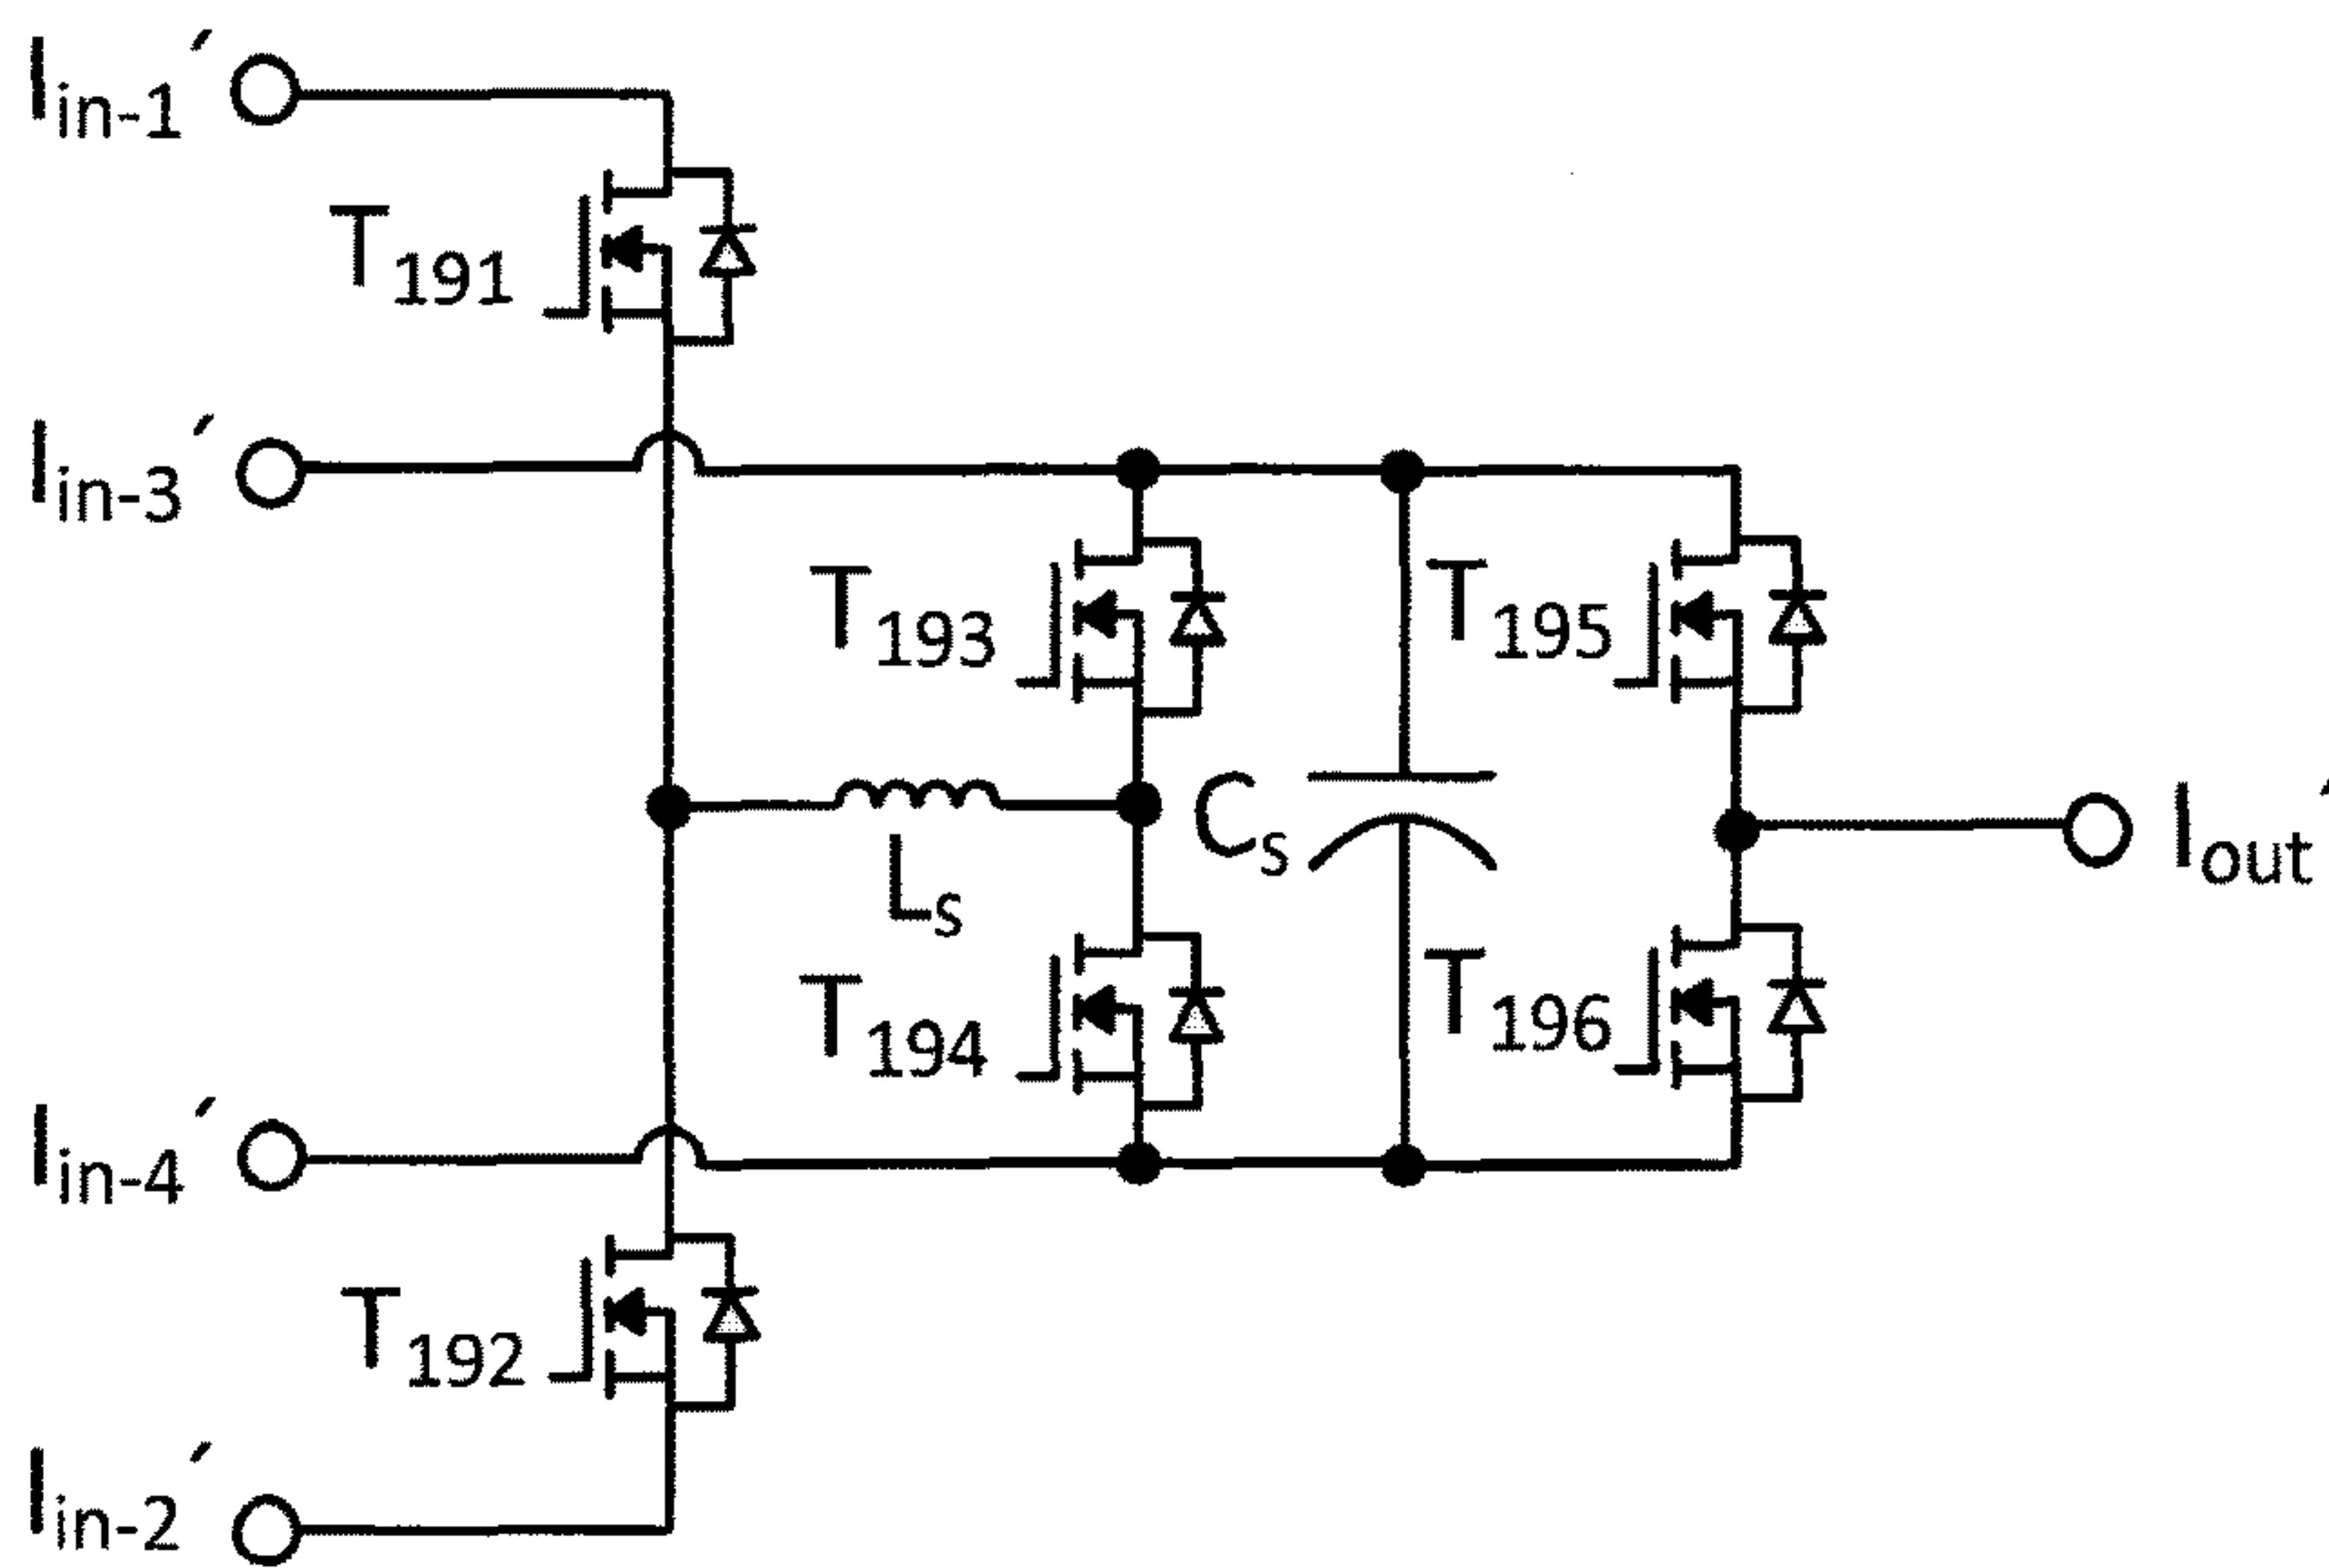 Iin-1′
T191
Iin-3′
T193
T195
Cs
Ls
Iout′
T194
T196
Iin-4′
T192
Iin-2′